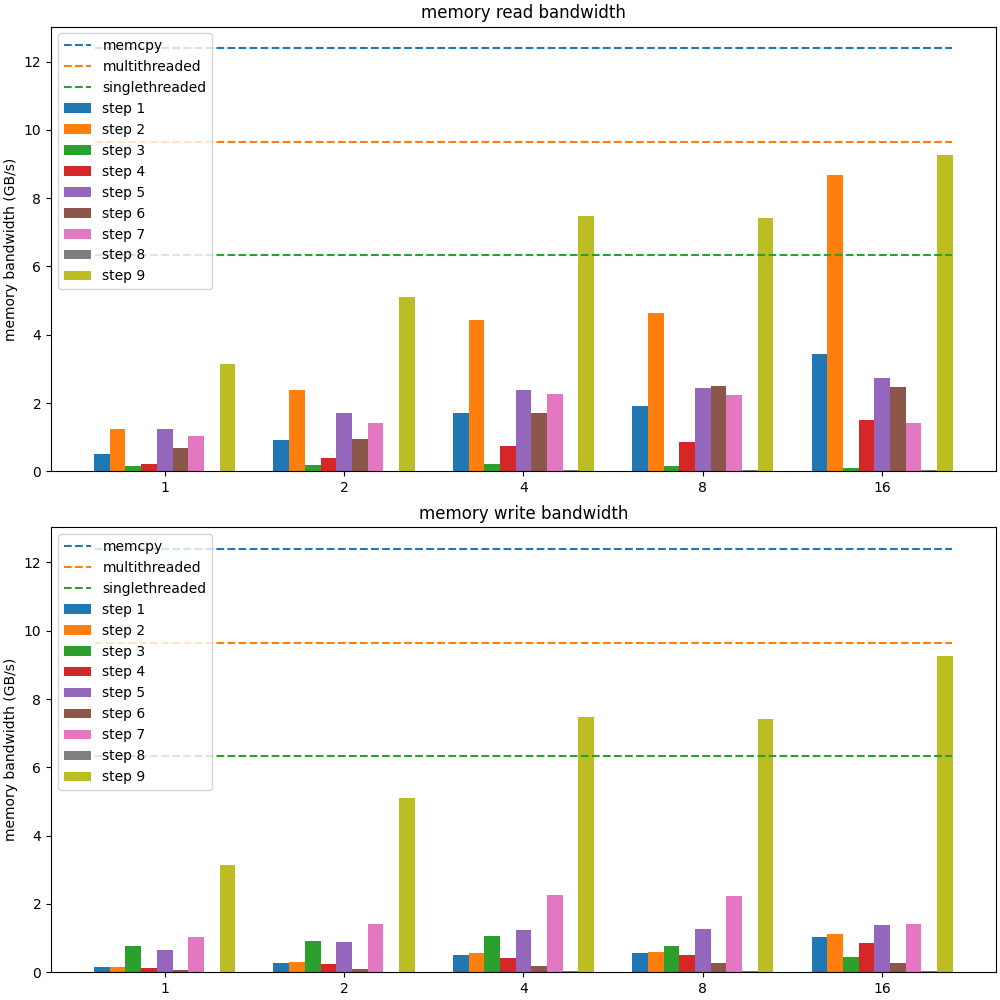 memory read bandwidth
memory bandwidth (GB/s)
12
10
8
6
4
2
0
memcpy
multithreaded
singlethreaded
step 1
step 2
step 3
step 4
step 5
step 6
step 7
step 8
step 9
1 2 4 8 16
memory write bandwidth
memory bandwidth (GB/s)
12
10
8
6
4
2
0
memcpy
multithreaded
singlethreaded
step 1
step 2
step 3
step 4
step 5
step 6
step 7
step 8
step 9
1 2 4 8 16